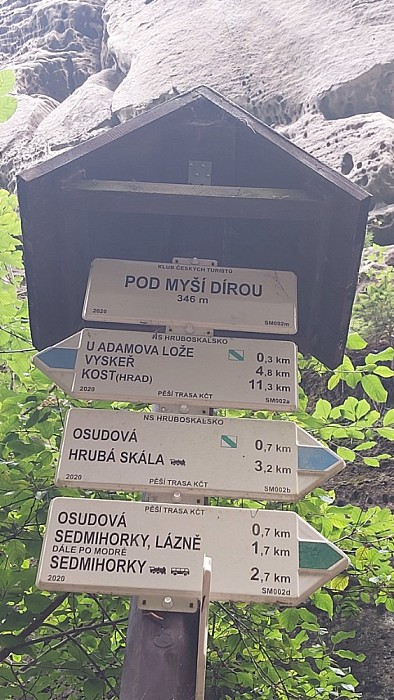 KLUB ČESKÝCH TURISTŮ
POD MYŠÍ DÍROU
346 m
SM002m
NS HRUBOSKALSKO
U ADAMOVA LOŽE 0,3 km
VYSKEŘ 4,8 km
KOST(HRAD) 11,3 km
2020 PĚŠÍ TRASA KČT SM002a
NS HRUBOSKALSKO
OSUDOVÁ 0,7 km
HRUBÁ SKÁLA 3,2 km
2020 PĚŠÍ TRASA KČT SM002b
PĚŠÍ TRASA KČT
OSUDOVÁ 0,7 km
SEDMIHORKY, LÁZNĚ 1,7 km
DÁLE PO MODRÉ
SEDMIHORKY 2,7 km
2020 SM002d